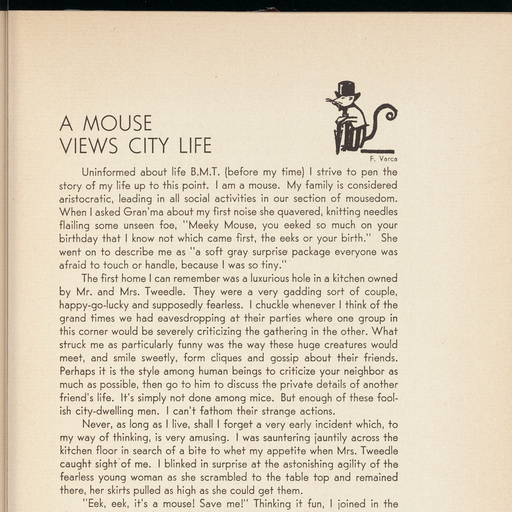 A MOUSE
VIEWS CITY LIFE
F. Varca
Uninformed about life B.M.T. (before my time) I strive to pen the
story of my life up to this point. I am a mouse. My family is considered
aristocratic, leading in all social activities in our section of mousedom.
When I asked Gran'ma about my first noise she quavered, knitting needles
flailing some unseen foe, "Meeky Mouse, you eeked so much on your
birthday that I know not which came first, the eeks or your birth." She
went on to describe me as "a soft gray surprise package everyone was
afraid to touch or handle, because I was so tiny."
The first home I can remember was a luxurious hole in a kitchen owned
by Mr. and Mrs. Tweedle. They were a very gadding sort of couple,
happy-go-lucky and supposedly fearless. I chuckle whenever I think of the
grand times we had eavesdropping at their parties where one group in
this corner would be severely criticizing the gathering in the other. What
struck me as particularly funny was the way these huge creatures would
meet, and smile sweetly, form cliques and gossip about their friends.
Perhaps it is the style among human beings to criticize your neighbor as
much as possible, then go to him to discuss the private details of another
friend's life. It's simply not done among mice. But enough of these fool-
ish city-dwelling men. I can't fathom their strange actions.
Never, as long as I live, shall I forget a very early incident which, to
my way of thinking, is very amusing. I was sauntering jauntily across the
kitchen floor in search of a bite to whet my appetite when Mrs. Tweedle
caught sight of me. I blinked in surprise at the astonishing agility of the
fearless young woman as she scrambled to the table top and remained
there, her skirts pulled as high as she could get them.
"Eek, eek, it's a mouse! Save me!" Thinking it fun, I joined in the